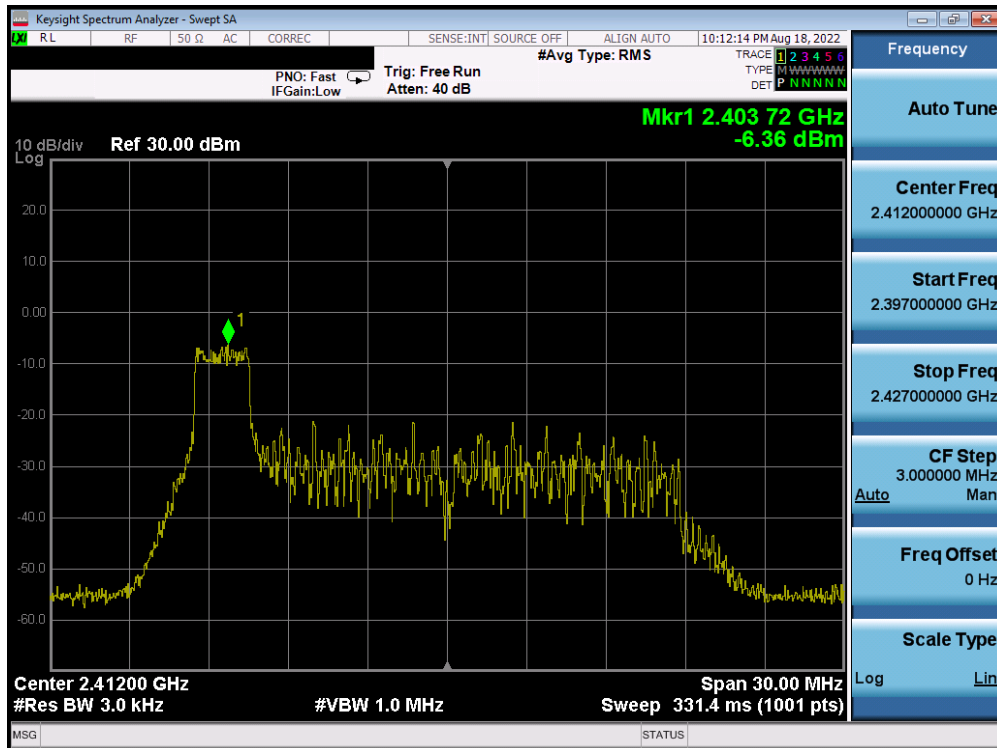 Keysight Spectrum Analyzer - Swept SA
LXI RL RF 50 Ω AC CORREC SENSE:INT SOURCE OFF ALIGN AUTO 10:12:14 PM Aug 18, 2022
Frequency
#Avg Type: RMS
TRACE 1 2 3 4 5 6
PNO: Fast Trig: Free Run
TYPE M W W W W W
IFGain:Low Atten: 40 dB
DET P N N N N N
Auto Tune
Mkr1 2.403 72 GHz
-6.36 dBm
10 dB/div Ref 30.00 dBm
Log
20.0
10.0
0.00
-10.0
-20.0
-30.0
-40.0
-50.0
-60.0
1
Center Freq
2.412000000 GHz
Start Freq
2.397000000 GHz
Stop Freq
2.427000000 GHz
CF Step
3.000000 MHz
Auto Man
Freq Offset
0 Hz
Scale Type
Log Lin
Center 2.41200 GHz Span 30.00 MHz
#Res BW 3.0 kHz #VBW 1.0 MHz Sweep 331.4 ms (1001 pts)
MSG STATUS